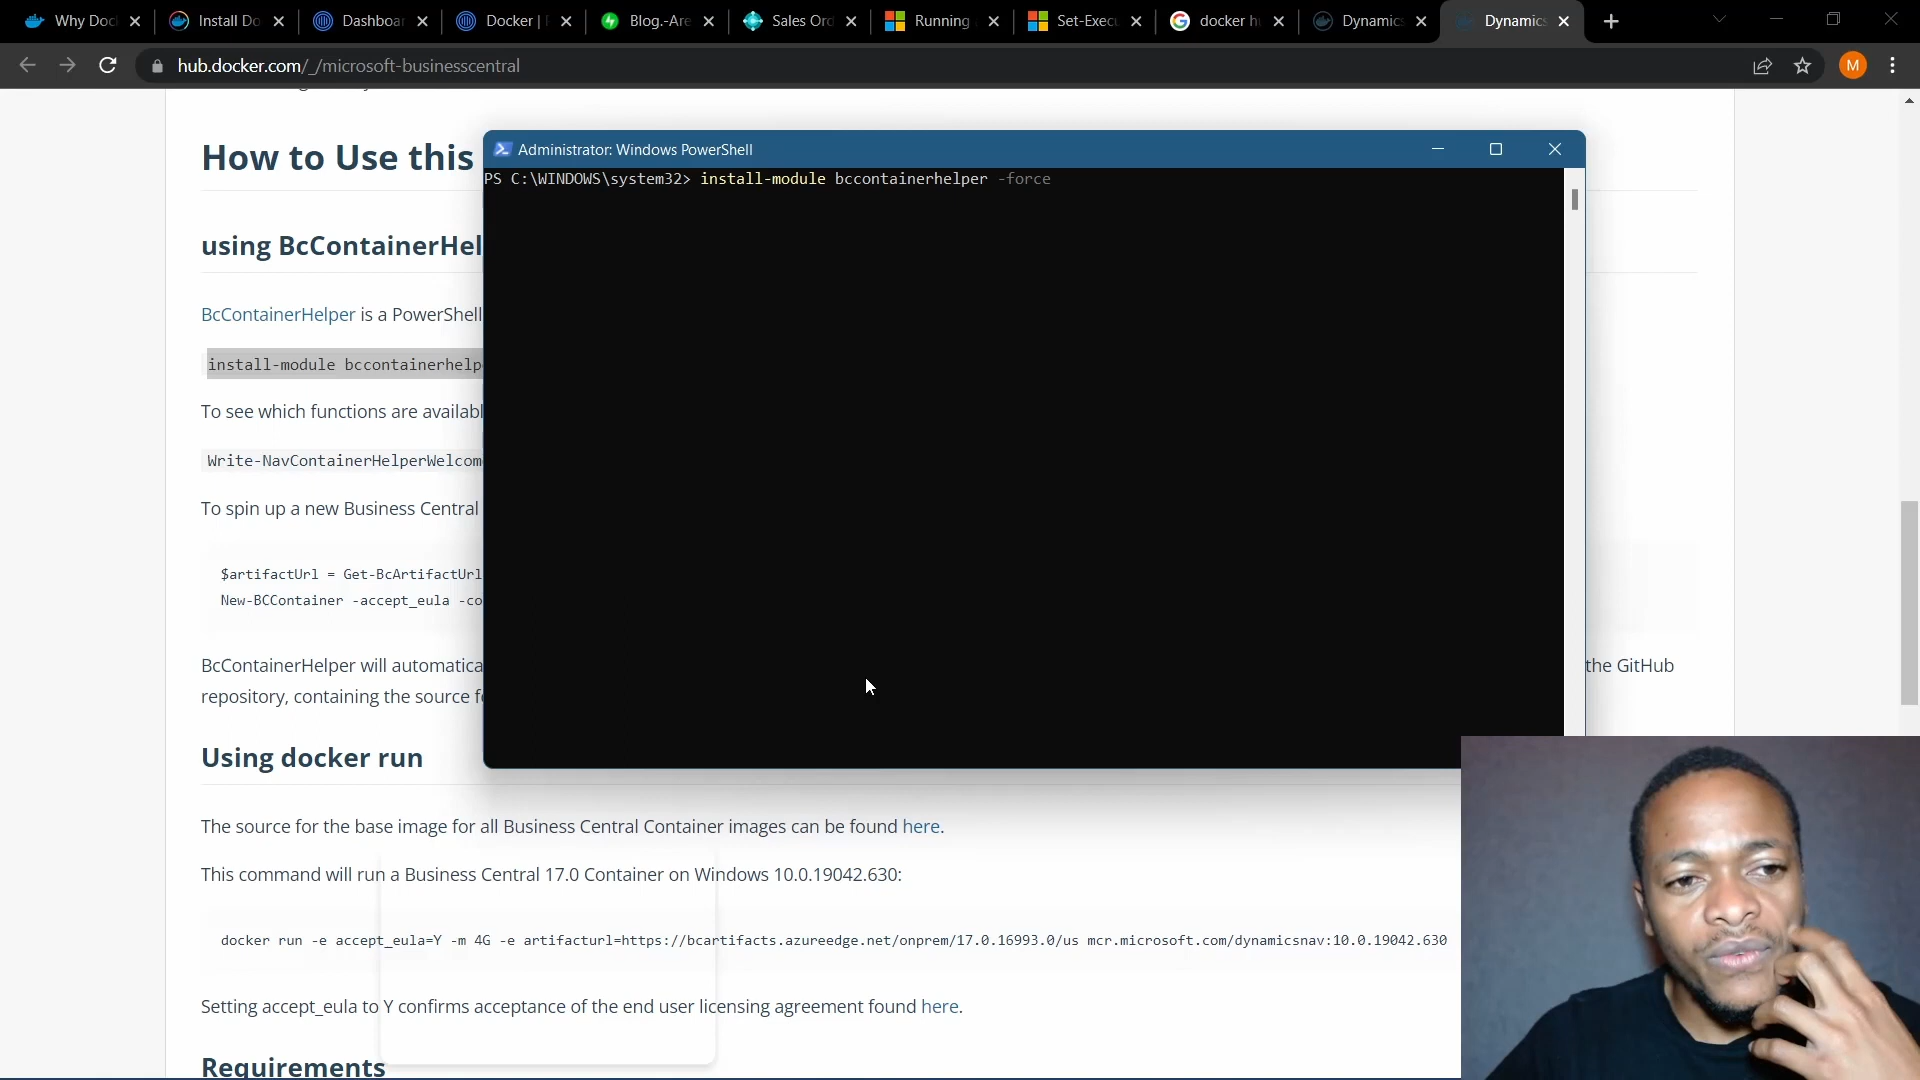 Why Doc
Install Do
Dashboar
Docker |
Blog.-Are
Sales Ord
Running
Set-Execu
docker h
Dynamics
Dynamics
hub.docker.com/_/microsoft-businesscentral
M
How to Use this
Administrator: Windows PowerShell
PS C:\WINDOWS\system32> install-module bccontainerhelper -force
using BcContainerHel
BcContainerHelper is a PowerShell
install-module bccontainerhelp
To see which functions are availabl
Write-NavContainerHelperWelcom
To spin up a new Business Central
$artifactUrl = Get-BcArtifactUrl
New-BCContainer -accept_eula -co
BcContainerHelper will automatica
the GitHub
repository, containing the source f
Using docker run
The source for the base image for all Business Central Container images can be found here.
This command will run a Business Central 17.0 Container on Windows 10.0.19042.630:
docker run -e accept_eula=Y -m 4G -e artifacturl=https://bcartifacts.azureedge.net/onprem/17.0.16993.0/us mcr.microsoft.com/dynamicsnav:10.0.19042.630
Setting accept_eula to Y confirms acceptance of the end user licensing agreement found here.
Requirements